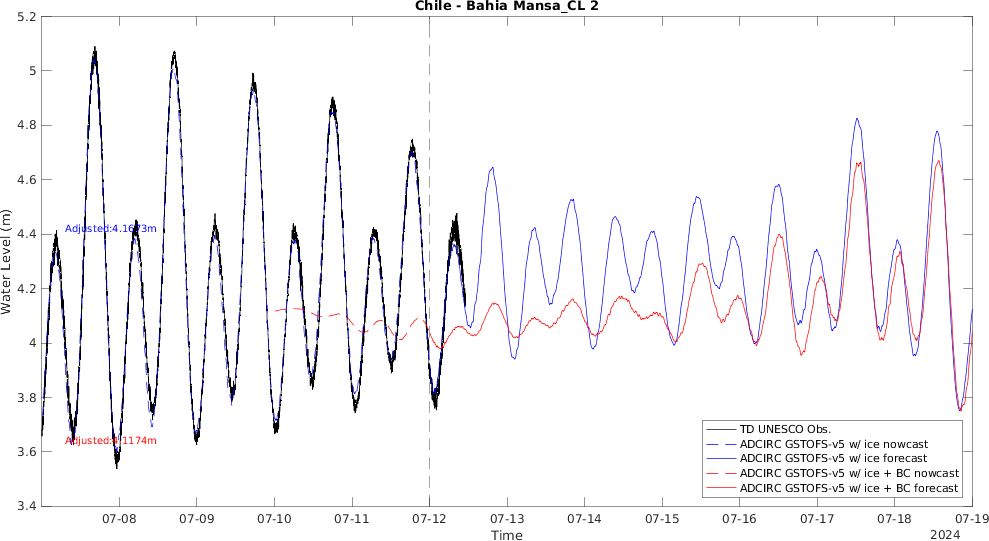 Chile - Bahia Mansa_CL 2
5.2
5
4.8
4.6
4.4
4.2
4
3.8
3.6
3.4
Water Level (m)
Adjusted:4.1673m
Adjusted:4.1174m
TD UNESCO Obs.
ADCIRC GSTOFS-v5 w/ ice nowcast
ADCIRC GSTOFS-v5 w/ ice forecast
ADCIRC GSTOFS-v5 w/ ice + BC nowcast
ADCIRC GSTOFS-v5 w/ ice + BC forecast
07-08 07-09 07-10 07-11 07-12 07-13 07-14 07-15 07-16 07-17 07-18 07-19
Time
2024